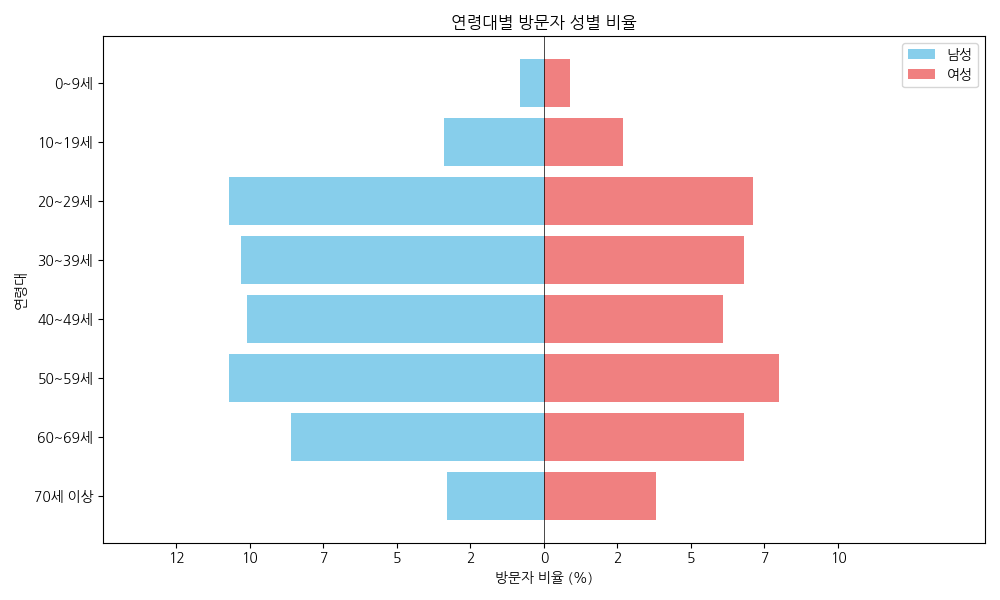 연령대별 방문자 성별 비율
남성
여성
0~9세
10~19세
20~29세
30~39세
40~49세
50~59세
60~69세
70세 이상
연령대
12 10 7 5 2 0 2 5 7 10
방문자 비율 (%)